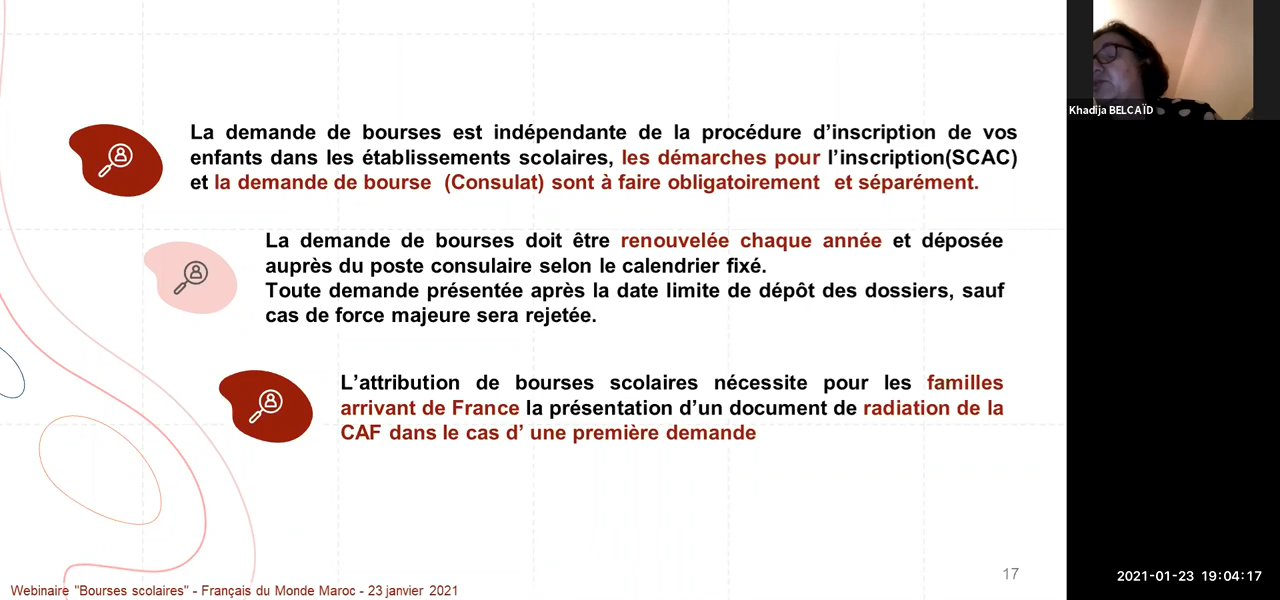 La demande de bourses est indépendante de la procédure d’inscription de vos
enfants dans les établissements scolaires, les démarches pour l’inscription(SCAC)
et la demande de bourse (Consulat) sont à faire obligatoirement et séparément.
La demande de bourses doit être renouvelée chaque année et déposée
auprès du poste consulaire selon le calendrier fixé.
Toute demande présentée après la date limite de dépôt des dossiers, sauf
cas de force majeure sera rejetée.
L’attribution de bourses scolaires nécessite pour les familles
arrivant de France la présentation d’un document de radiation de la
CAF dans le cas d’ une première demande
17
Webinaire "Bourses scolaires" - Français du Monde Maroc - 23 janvier 2021
Khadija BELCAÏD
2021-01-23 19:04:17